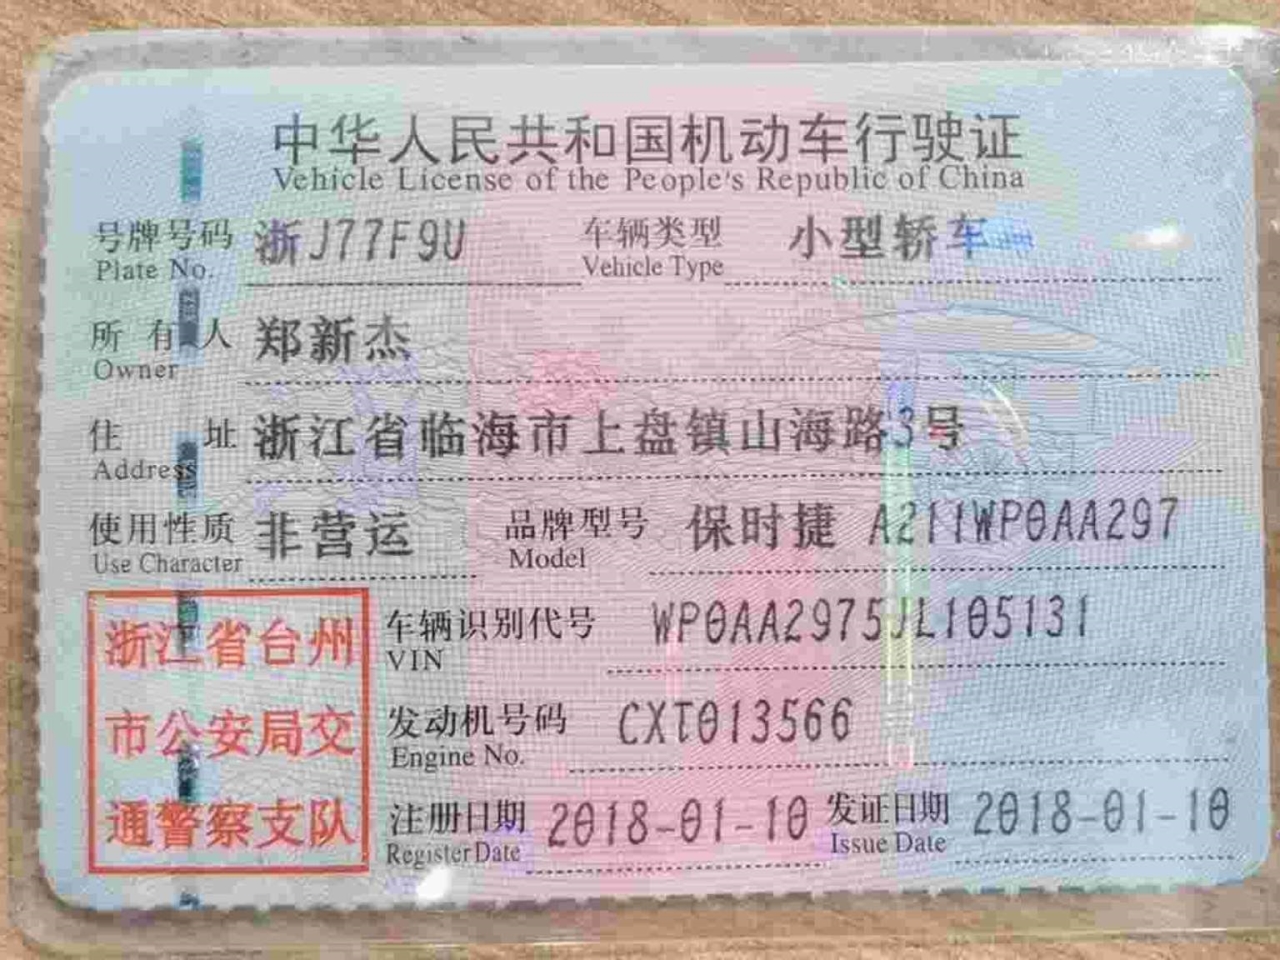 中华人民共和国机动车行驶证
Vehicle License of the People's Republic of China
号牌号码 浙J77F9U 车辆类型 小型轿车
Plate No. Vehicle Type
所有人 郑新杰
Owner
住址 浙江省临海市上盘镇山海路3号
Address
使用性质 非营运 品牌型号 保时捷 A211WP0AA297
Use Character Model
浙江省台州
市公安局交
通警察支队
车辆识别代号 WP0AA2975JL105131
VIN
发动机号码 CXT013566
Engine No.
注册日期 2018-01-10 发证日期 2018-01-10
Register Date Issue Date